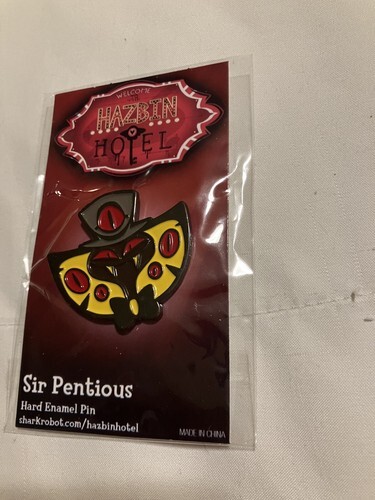 WELCOME
HAZBIN
HOTEL
Sir Pentious
Hard Enamel Pin
sharkrobot.com/hazbinhotel
MADE IN CHINA